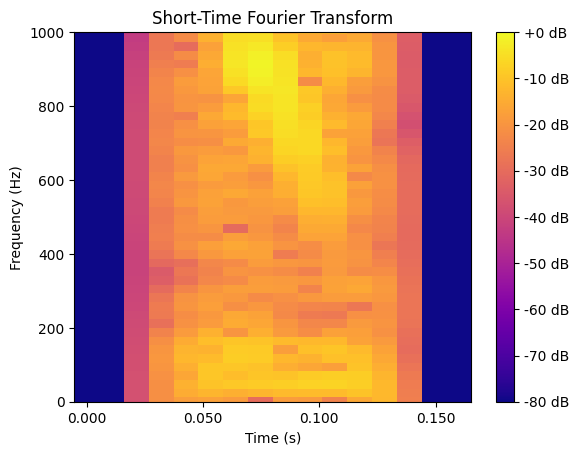 Short-Time Fourier Transform
1000
800
600
400
200
0
Frequency (Hz)
0.000
0.050
0.100
0.150
Time (s)
+0 dB
-10 dB
-20 dB
-30 dB
-40 dB
-50 dB
-60 dB
-70 dB
-80 dB